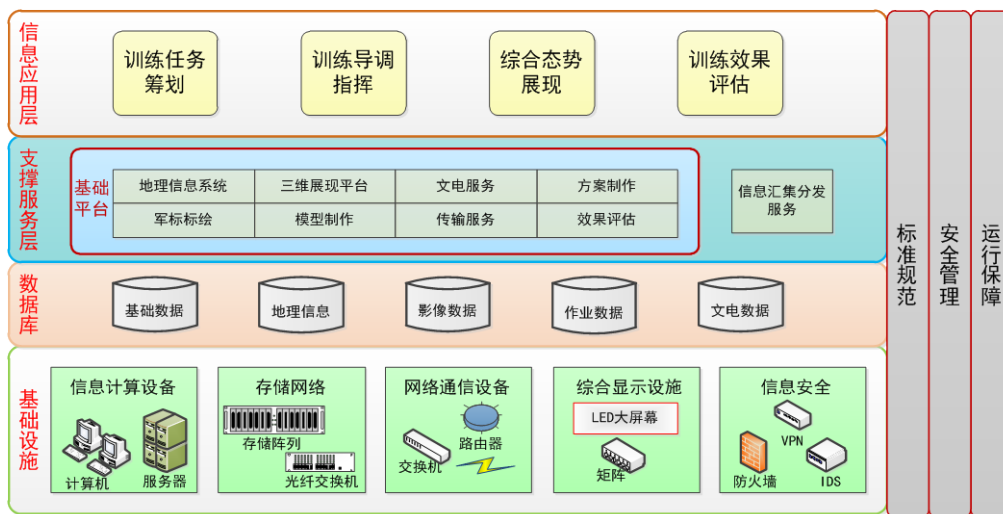 信息应用层
训练任务
筹划
训练导调
指挥
综合态势
展现
训练效果
评估
支撑服务层
基础
平台
地理信息系统
三维展现平台
文电服务
方案制作
军标标绘
模型制作
传输服务
效果评估
信息汇集分发
服务
数据库
基础数据
地理信息
影像数据
作业数据
文电数据
基础设施
信息计算设备
计算机
服务器
存储网络
存储阵列
光纤交换机
网络通信设备
路由器
交换机
综合显示设施
LED大屏幕
矩阵
信息安全
VPN
防火墙
IDS
标准规范
安全管理
运行保障